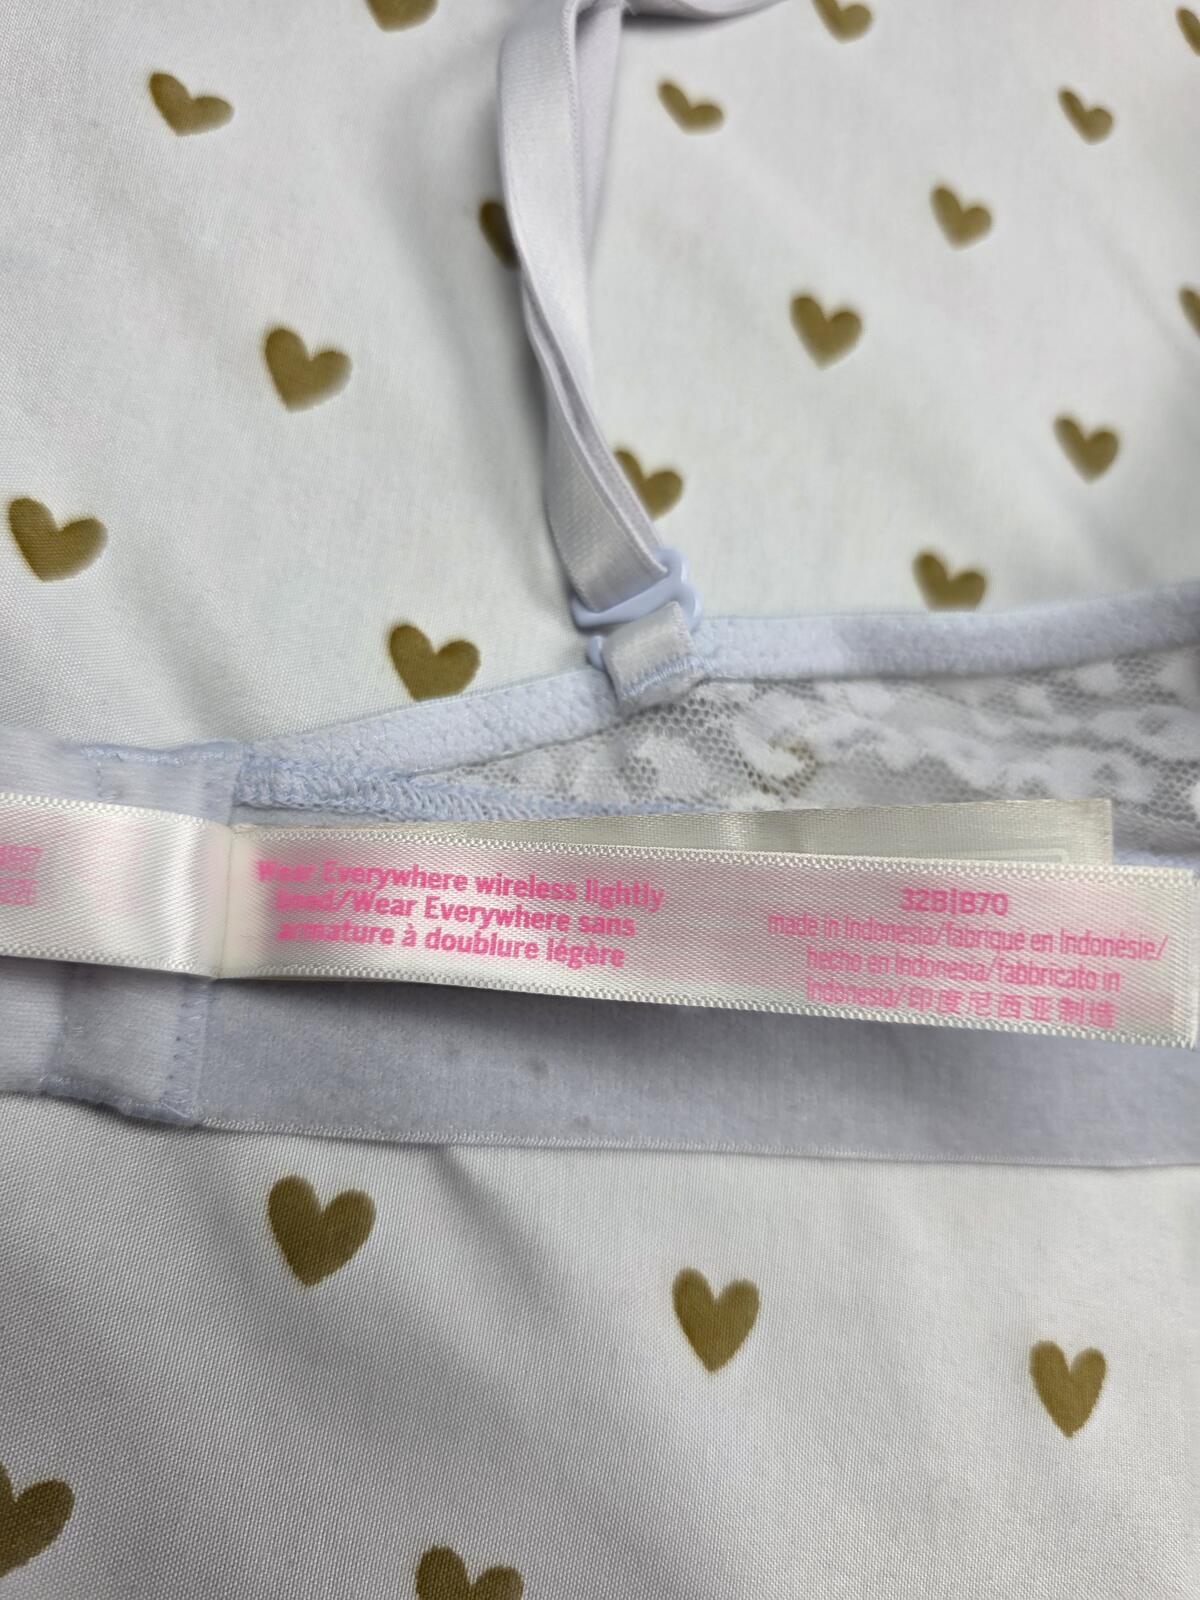 Wear Everywhere wireless lightly
lined/Wear Everywhere sans
armature à doublure légère
32B|B70
made in Indonesia/fabriqué en Indonésie/
hecho en Indonesia/fabbricato in
Indonesia/印度尼西亚制造